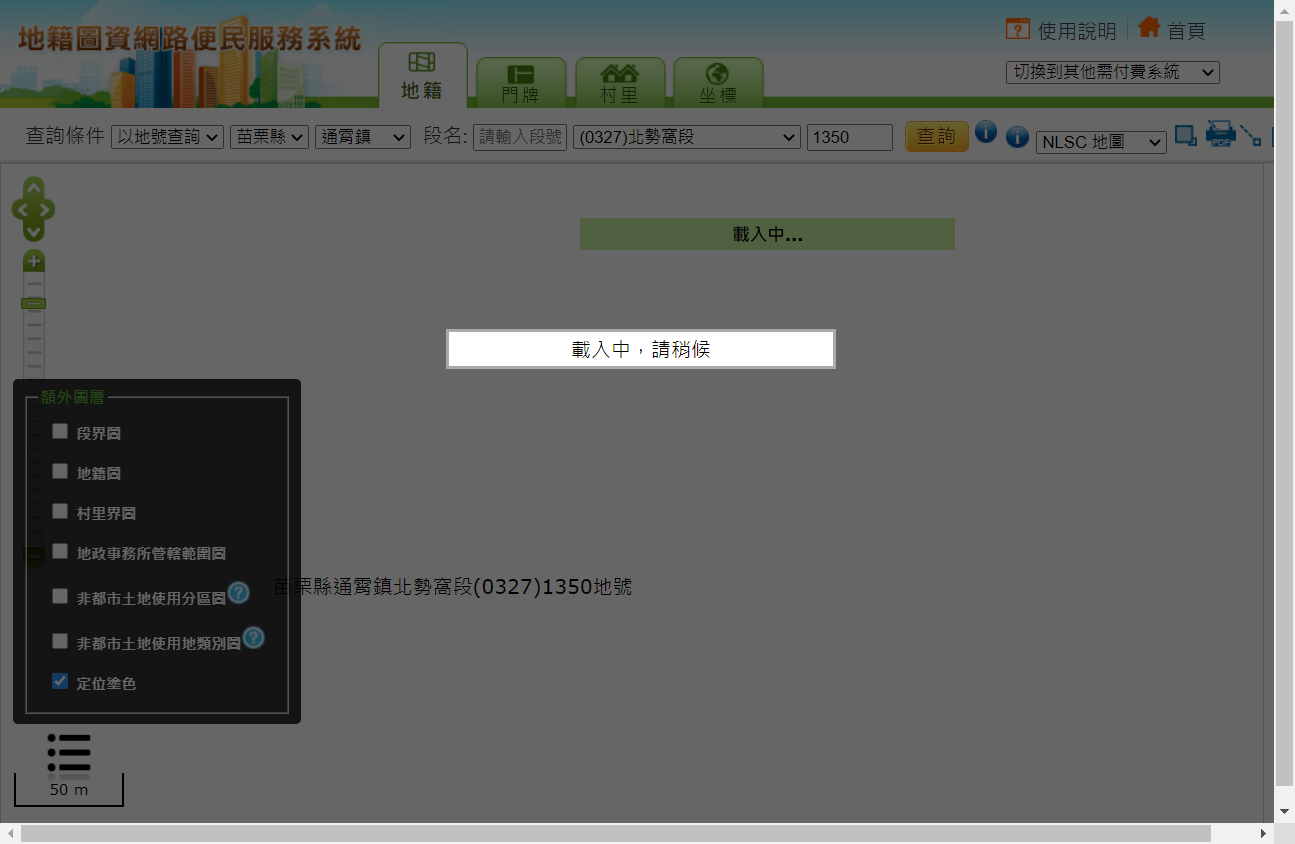 地籍圖資網路便民服務系統
使用說明 首頁
切換到其他需付費系統
地籍 門牌 村里 坐標
查詢條件 以地號查詢 苗栗縣 通霄鎮 段名: 請輸入段號 (0327)北勢窩段 1350 查詢 NLSC 地圖
載入中...
載入中，請稍候
額外圖層
段界圖
地籍圖
村里界圖
地政事務所管轄範圍圖
非都市土地使用分區圖
苗栗縣通霄鎮北勢窩段(0327)1350地號
非都市土地使用地類別圖
定位塗色
50 m